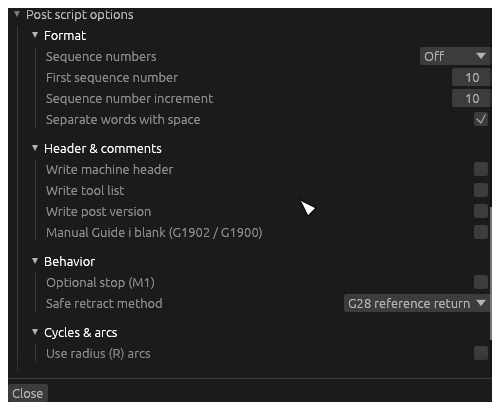 Post script options
Format
Sequence numbers Off
First sequence number 10
Sequence number increment 10
Separate words with space
Header & comments
Write machine header
Write tool list
Write post version
Manual Guide i blank (G1902 / G1900)
Behavior
Optional stop (M1)
Safe retract method G28 reference return
Cycles & arcs
Use radius (R) arcs
Close